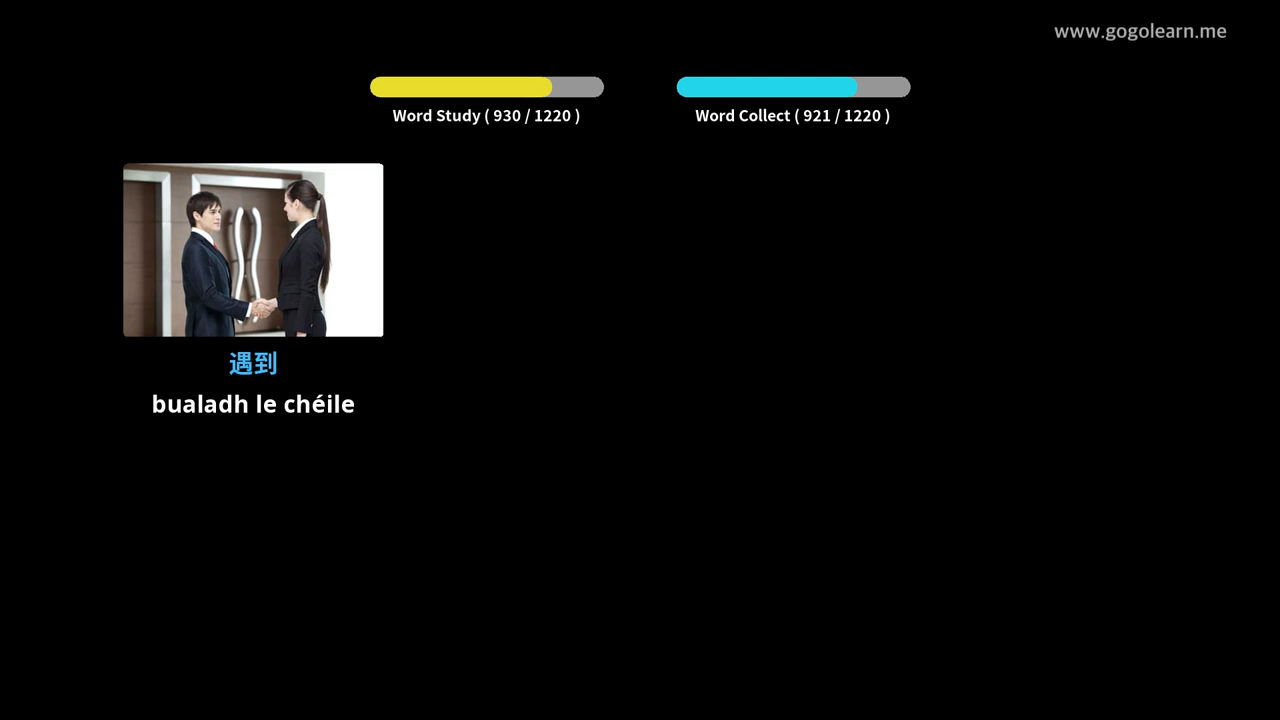 www.gogolearn.me
Word Study ( 930 / 1220 )
Word Collect ( 921 / 1220 )
遇到
bualadh le chéile